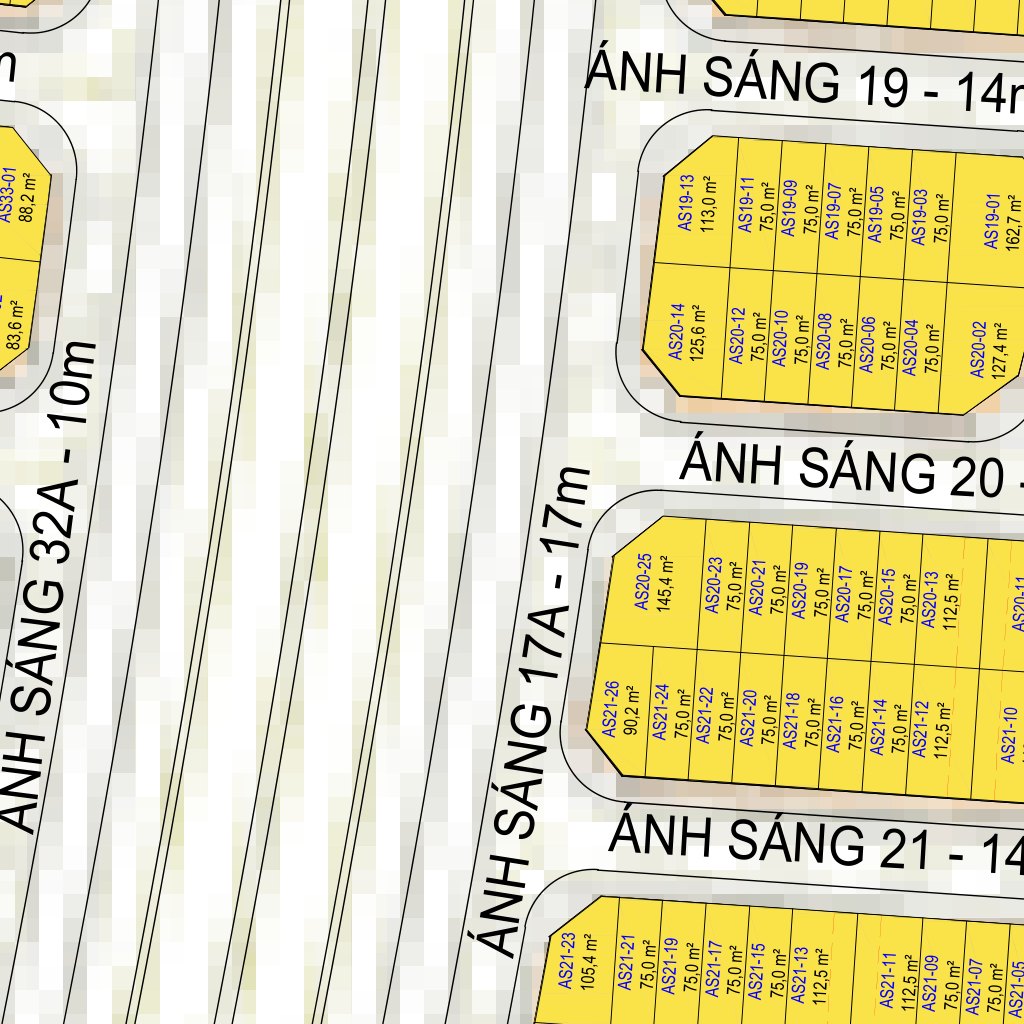 ÁNH SÁNG 19 - 14m
AS33-01
88,2 m²
83,6 m²
AS19-13
113,0 m²
AS19-11
75,0 m²
AS19-09
75,0 m²
AS19-07
75,0 m²
AS19-05
75,0 m²
AS19-03
75,0 m²
AS19-01
162,7 m²
AS20-14
125,6 m²
AS20-12
75,0 m²
AS20-10
75,0 m²
AS20-08
75,0 m²
AS20-06
75,0 m²
AS20-04
75,0 m²
AS20-02
127,4 m²
ÁNH SÁNG 32A - 10m
ÁNH SÁNG 20 -
ÁNH SÁNG 17A - 17m
AS20-25
145,4 m²
AS20-23
75,0 m²
AS20-21
75,0 m²
AS20-19
75,0 m²
AS20-17
75,0 m²
AS20-15
75,0 m²
AS20-13
112,5 m²
AS20-11
AS21-26
90,2 m²
AS21-24
75,0 m²
AS21-22
75,0 m²
AS21-20
75,0 m²
AS21-18
75,0 m²
AS21-16
75,0 m²
AS21-14
75,0 m²
AS21-12
112,5 m²
AS21-10
ÁNH SÁNG 21 - 14
AS21-23
105,4 m²
AS21-21
75,0 m²
AS21-19
75,0 m²
AS21-17
75,0 m²
AS21-15
75,0 m²
AS21-13
112,5 m²
AS21-11
112,5 m²
AS21-09
75,0 m²
AS21-07
75,0 m²
AS21-05